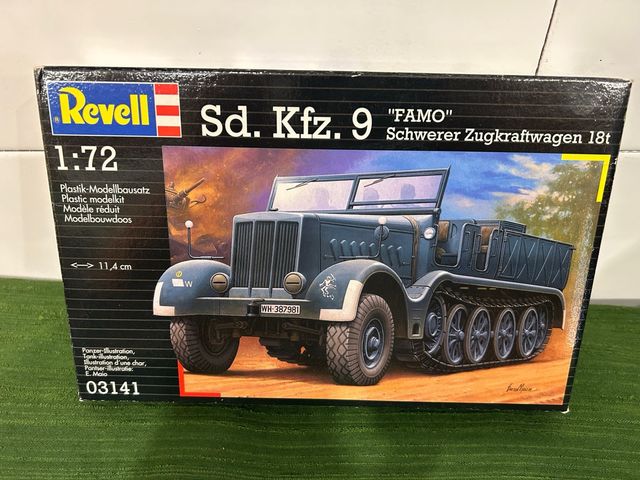 Revell
Sd. Kfz. 9 "FAMO"
Schwerer Zugkraftwagen 18t
1:72
Plastik-Modellbausatz
Plastic modelkit
Modèle réduit
Modelbouwdoos
11,4 cm
W
WH-387981
Panzer-Illustration,
Tank-illustration,
Illustration d'une char,
Pantser-illustratie:
E. Maio
03141